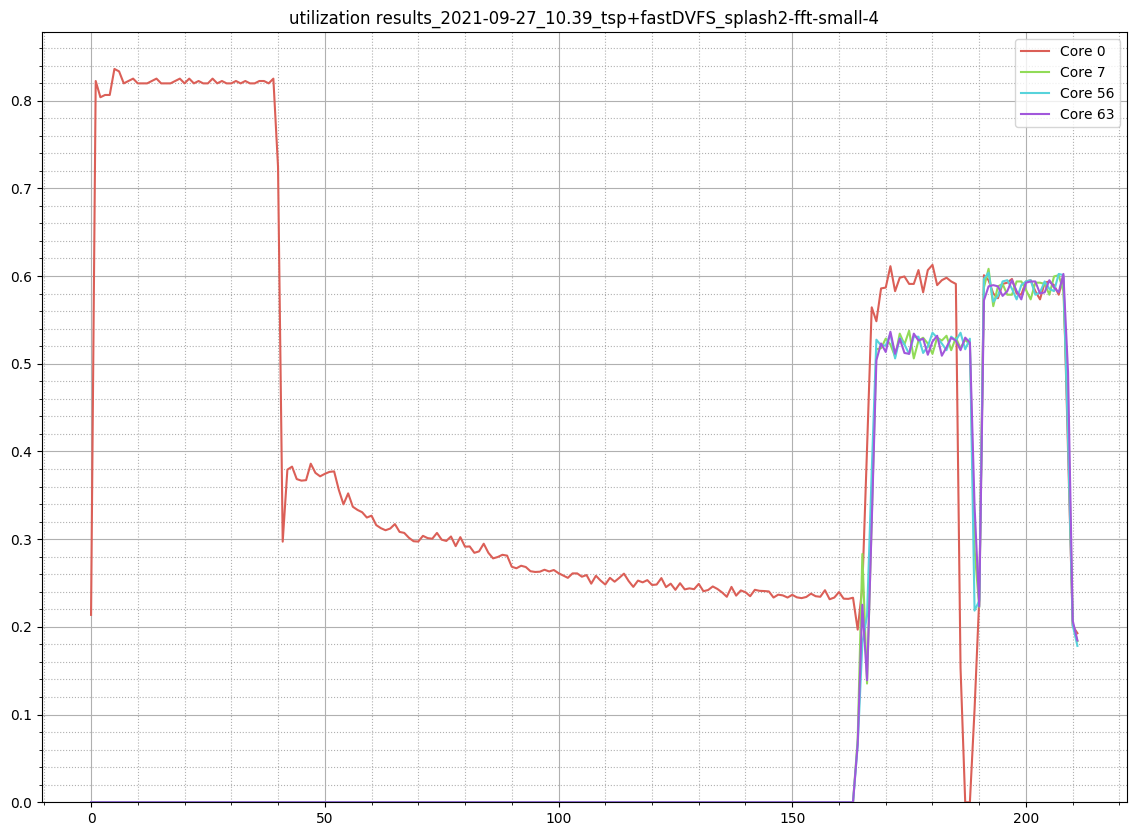 utilization results_2021-09-27_10.39_tsp+fastDVFS_splash2-fft-small-4
Core 0
Core 7
Core 56
Core 63
0.8
0.7
0.6
0.5
0.4
0.3
0.2
0.1
0.0
0 50 100 150 200